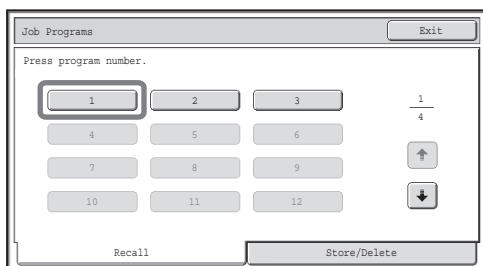 Job Programs Exit
Press program number.
1 2 3 1
4
4 5 6
7 8 9
10 11 12
Recall Store/Delete